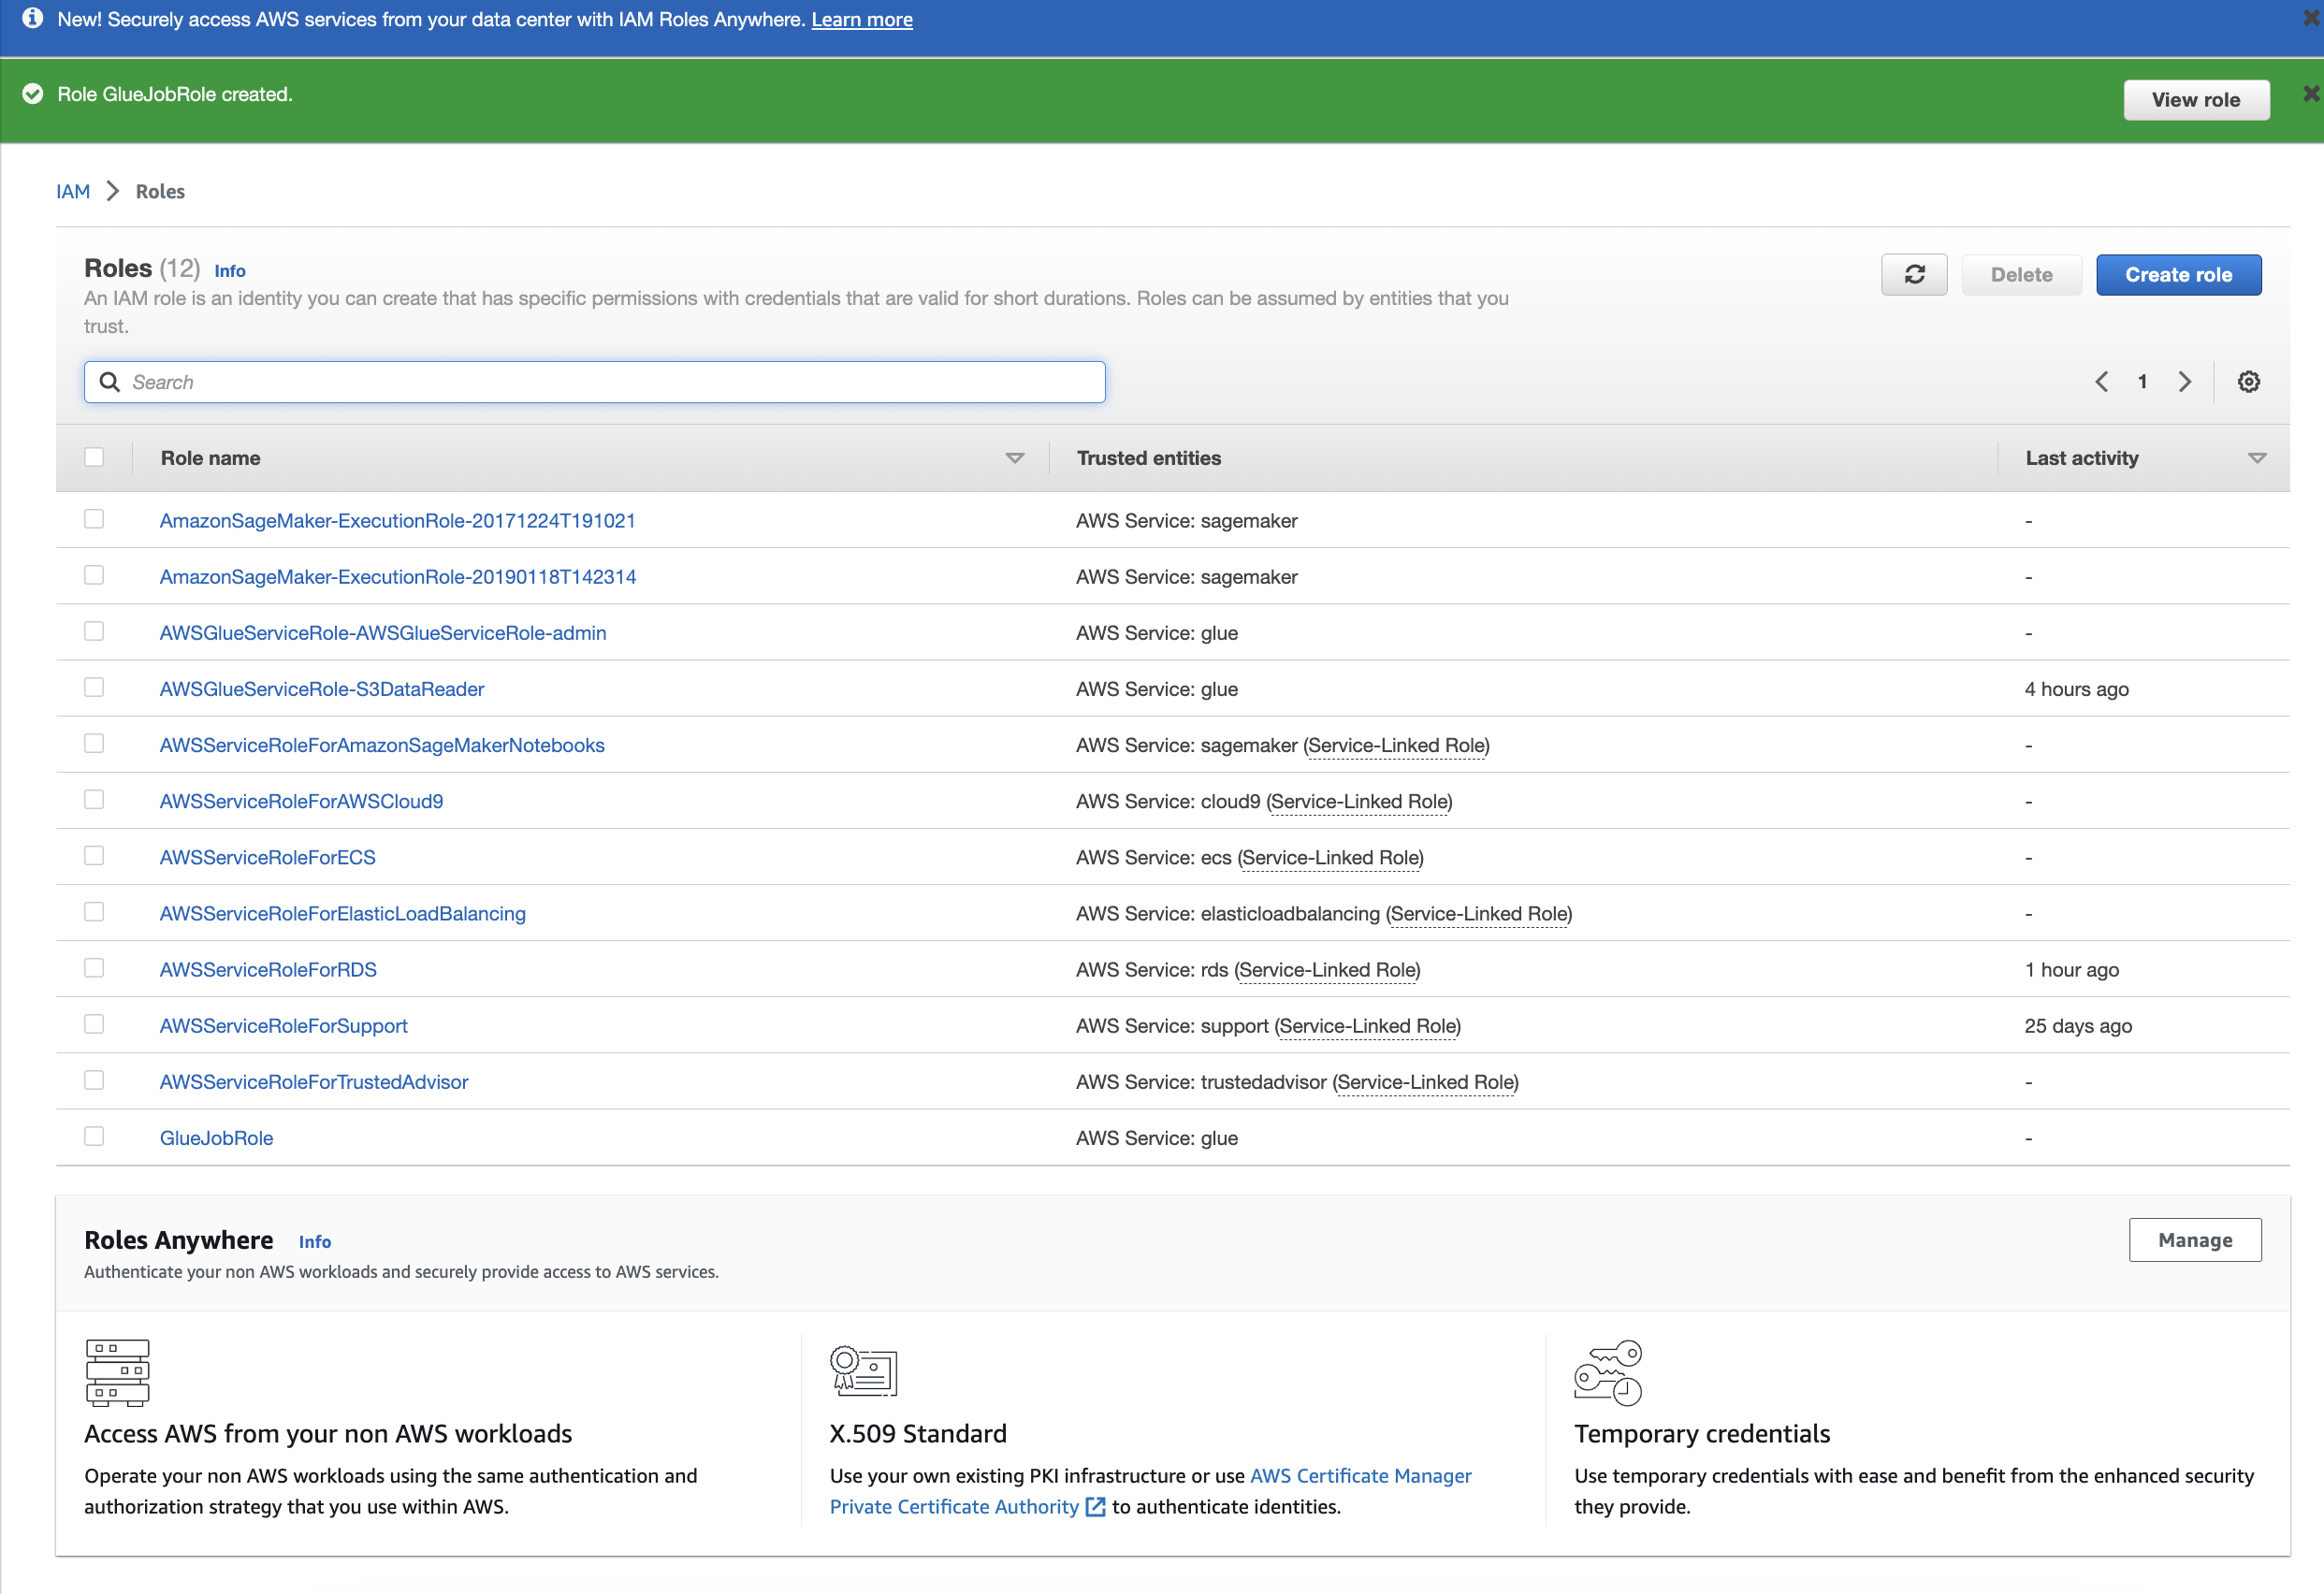 New! Securely access AWS services from your data center with IAM Roles Anywhere. Learn more
Role GlueJobRole created.
View role
IAM
Roles
Roles (12) Info
An IAM role is an identity you can create that has specific permissions with credentials that are valid for short durations. Roles can be assumed by entities that you
trust.
Delete
Create role
Search
1
Role name Trusted entities Last activity
AmazonSageMaker-ExecutionRole-20171224T191021 AWS Service: sagemaker -
AmazonSageMaker-ExecutionRole-20190118T142314 AWS Service: sagemaker -
AWSGlueServiceRole-AWSGlueServiceRole-admin AWS Service: glue -
AWSGlueServiceRole-S3DataReader AWS Service: glue 4 hours ago
AWSServiceRoleForAmazonSageMakerNotebooks AWS Service: sagemaker (Service-Linked Role) -
AWSServiceRoleForAWSCloud9 AWS Service: cloud9 (Service-Linked Role) -
AWSServiceRoleForECS AWS Service: ecs (Service-Linked Role) -
AWSServiceRoleForElasticLoadBalancing AWS Service: elasticloadbalancing (Service-Linked Role) -
AWSServiceRoleForRDS AWS Service: rds (Service-Linked Role) 1 hour ago
AWSServiceRoleForSupport AWS Service: support (Service-Linked Role) 25 days ago
AWSServiceRoleForTrustedAdvisor AWS Service: trustedadvisor (Service-Linked Role) -
GlueJobRole AWS Service: glue -
Roles Anywhere Info
Authenticate your non AWS workloads and securely provide access to AWS services.
Manage
Access AWS from your non AWS workloads
Operate your non AWS workloads using the same authentication and
authorization strategy that you use within AWS.
X.509 Standard
Use your own existing PKI infrastructure or use AWS Certificate Manager
Private Certificate Authority to authenticate identities.
Temporary credentials
Use temporary credentials with ease and benefit from the enhanced security
they provide.